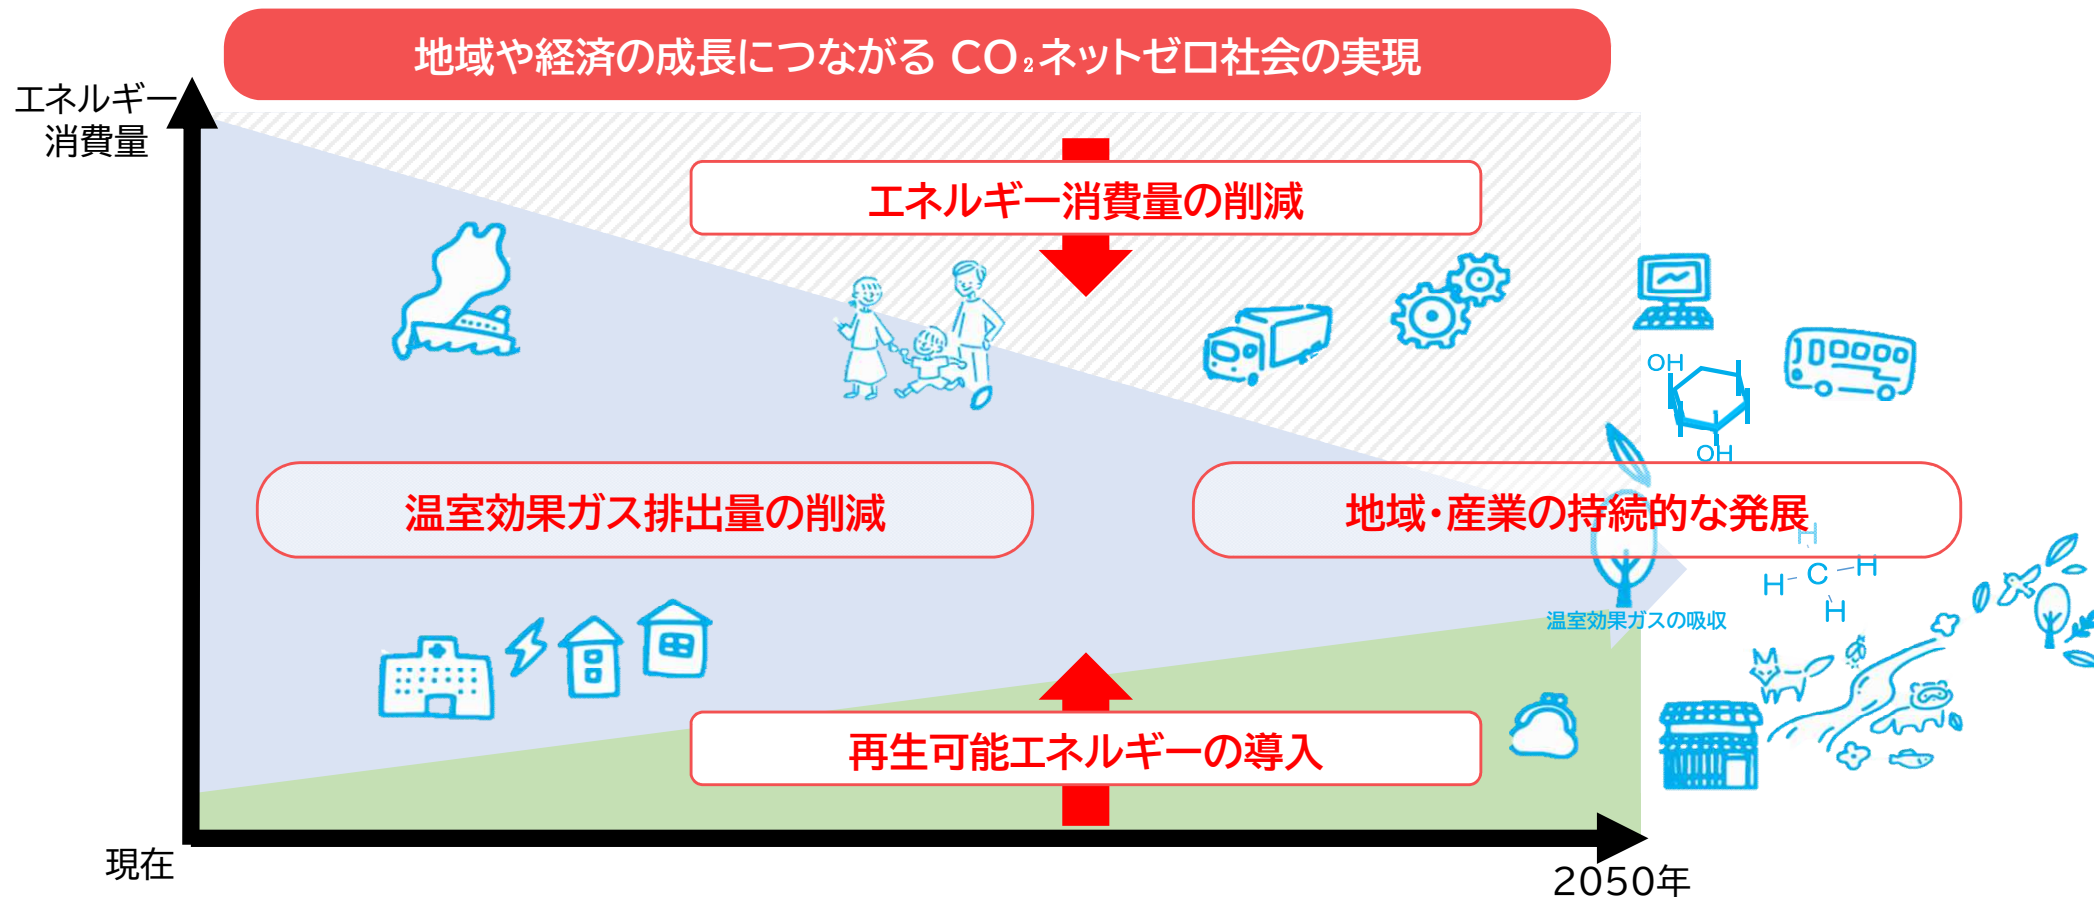 地域や経済の成長につながる CO₂ネットゼロ社会の実現
エネルギー
消費量
エネルギー消費量の削減
OH
OH
温室効果ガス排出量の削減
地域・産業の持続的な発展
H
H C H
H
温室効果ガスの吸収
再生可能エネルギーの導入
現在
2050年